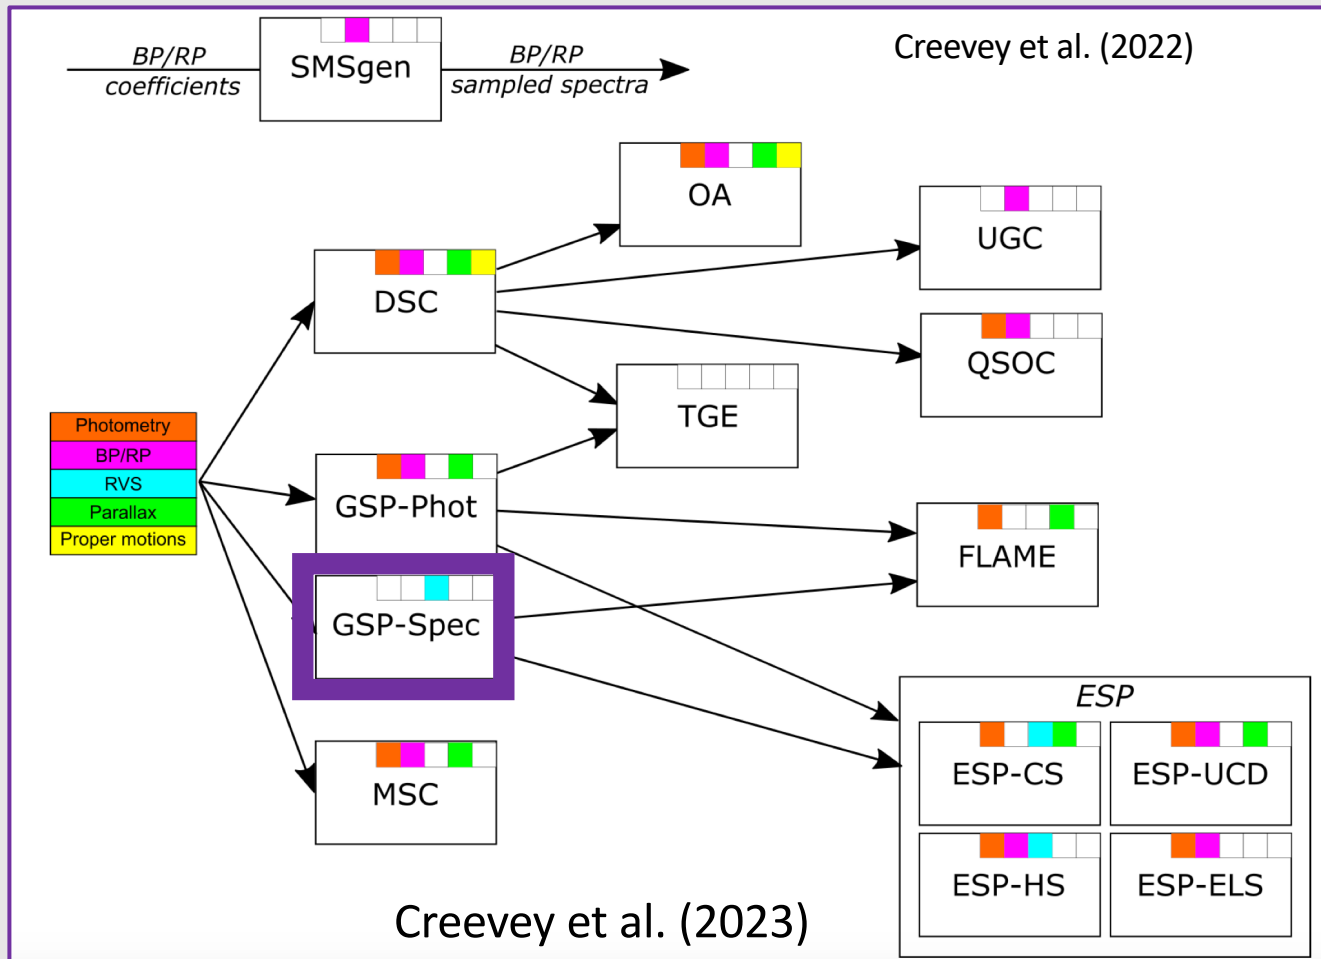 SMSgen
BP/RP
coefficients
BP/RP
sampled spectra
Creevey et al. (2022)
OA
UGC
DSC
QSOC
TGE
Photometry
BP/RP
RVS
Parallax
Proper motions
GSP-Phot
FLAME
GSP-Spec
ESP
MSC
ESP-CS
ESP-UCD
ESP-HS
ESP-ELS
Creevey et al. (2023)